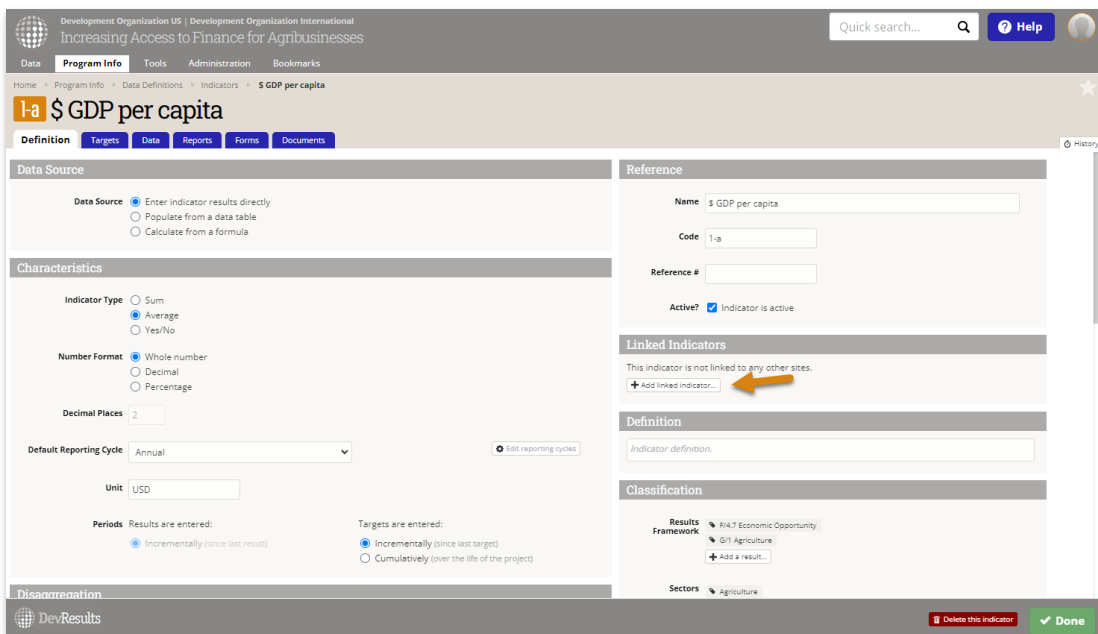 Development Organization US | Development Organization International
Increasing Access to Finance for Agribusinesses
Quick search...
Help
Data Program Info Tools Administration Bookmarks
Home Program Info Data Definitions Indicators $ GDP per capita
1-a $ GDP per capita
Definition Targets Data Reports Forms Documents
History
Data Source
Data Source Enter indicator results directly
Populate from a data table
Calculate from a formula
Characteristics
Indicator Type Sum
Average
Yes/No
Number Format Whole number
Decimal
Percentage
Decimal Places 2
Default Reporting Cycle Annual Edit reporting cycles
Unit USD
Periods Results are entered: Targets are entered:
Incrementally (since last result) Incrementally (since last target)
Cumulatively (over the life of the project)
Disaggregation
Reference
Name $ GDP per capita
Code 1-a
Reference #
Active? Indicator is active
Linked Indicators
This indicator is not linked to any other sites.
Add linked indicator...
Definition
Indicator definition.
Classification
Results Framework F/4.7 Economic Opportunity
G/1 Agriculture
Add a result...
Sectors Agriculture
DevResults
Delete this indicator
Done